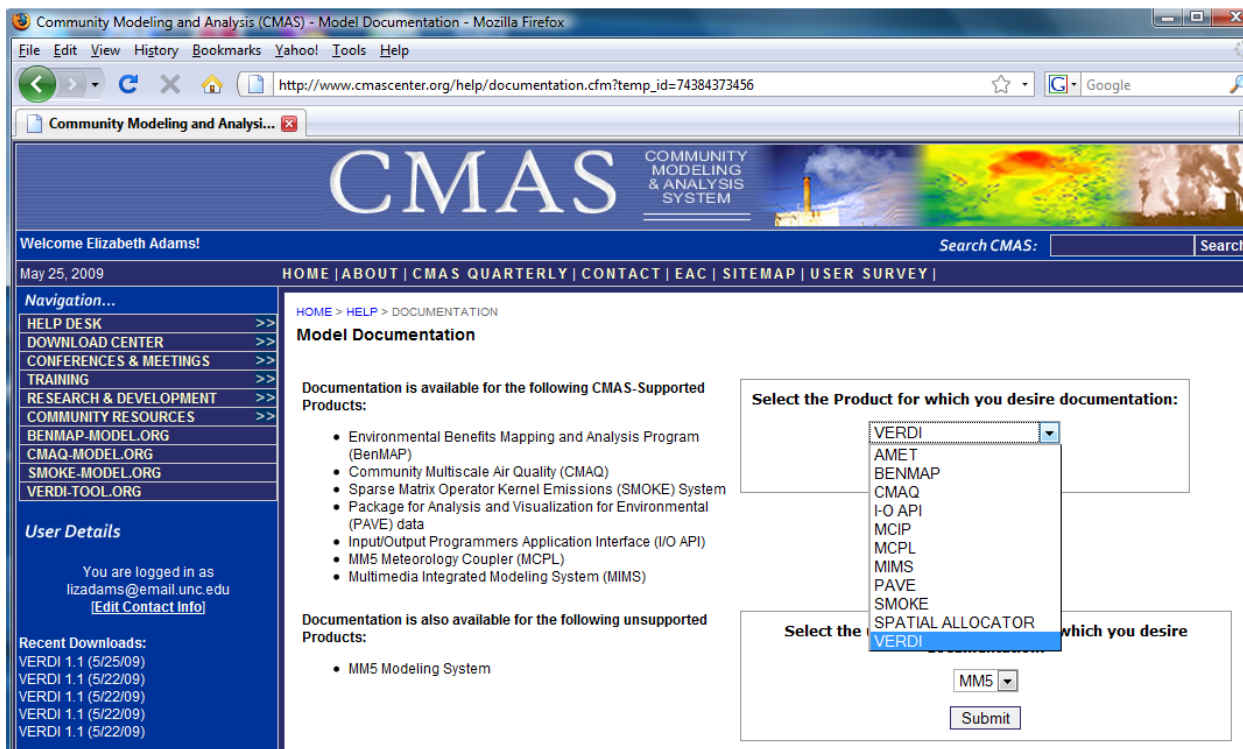 Community Modeling and Analysis (CMAS) - Model Documentation - Mozilla Firefox
File Edit View History Bookmarks Yahoo! Tools Help
http://www.cmascenter.org/help/documentation.cfm?temp_id=74384373456
G Google
Community Modeling and Analysi...
CMAS
COMMUNITY
MODELING
& ANALYSIS
SYSTEM
Welcome Elizabeth Adams!
Search CMAS:
Search
May 25, 2009
HOME | ABOUT | CMAS QUARTERLY | CONTACT | EAC | SITEMAP | USER SURVEY |
Navigation...
HELP DESK >>
DOWNLOAD CENTER >>
CONFERENCES & MEETINGS >>
TRAINING >>
RESEARCH & DEVELOPMENT >>
COMMUNITY RESOURCES >>
BENMAP-MODEL.ORG
CMAQ-MODEL.ORG
SMOKE-MODEL.ORG
VERDI-TOOL.ORG
User Details
You are logged in as
lizadams@email.unc.edu
[Edit Contact Info]
Recent Downloads:
VERDI 1.1 (5/25/09)
VERDI 1.1 (5/22/09)
VERDI 1.1 (5/22/09)
VERDI 1.1 (5/22/09)
VERDI 1.1 (5/22/09)
HOME > HELP > DOCUMENTATION
Model Documentation
Documentation is available for the following CMAS-Supported
Products:
• Environmental Benefits Mapping and Analysis Program
(BenMAP)
• Community Multiscale Air Quality (CMAQ)
• Sparse Matrix Operator Kernel Emissions (SMOKE) System
• Package for Analysis and Visualization for Environmental
(PAVE) data
• Input/Output Programmers Application Interface (I/O API)
• MM5 Meteorology Coupler (MCPL)
• Multimedia Integrated Modeling System (MIMS)
Documentation is also available for the following unsupported
Products:
• MM5 Modeling System
Select the Product for which you desire documentation:
VERDI
AMET
BENMAP
CMAQ
I-O API
MCIP
MCPL
MIMS
PAVE
SMOKE
SPATIAL ALLOCATOR
VERDI
Select the which you desire
MM5
Submit